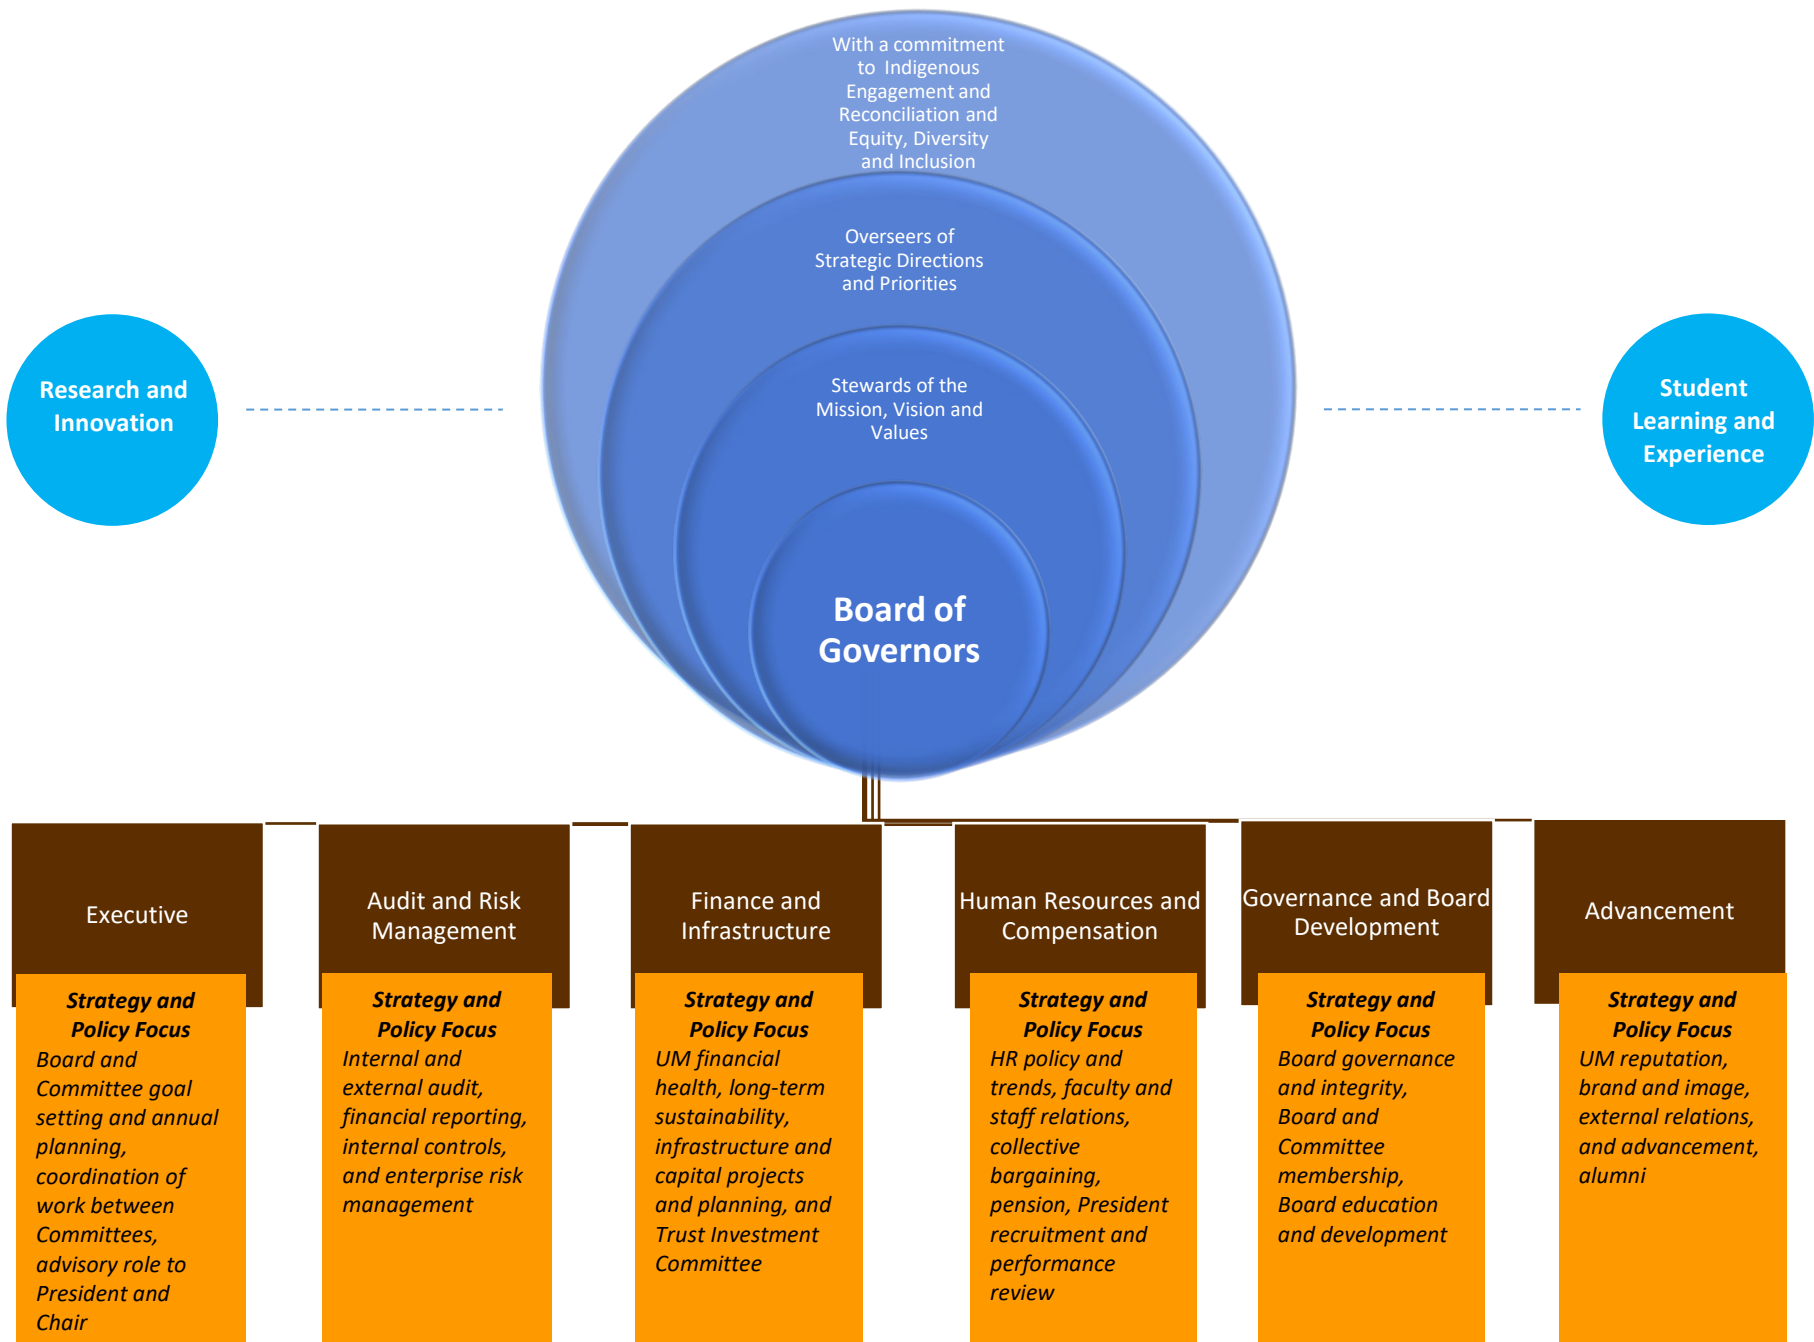 With a commitment
to Indigenous
Engagement and
Reconciliation and
Equity, Diversity
and Inclusion
Overseers of
Strategic Directions
and Priorities
Stewards of the
Mission, Vision and
Values
Board of
Governors
Research and
Innovation
Student
Learning and
Experience
Executive
Strategy and
Policy Focus
Board and
Committee goal
setting and annual
planning,
coordination of
work between
Committees,
advisory role to
President and
Chair
Audit and Risk
Management
Strategy and
Policy Focus
Internal and
external audit,
financial reporting,
internal controls,
and enterprise risk
management
Finance and
Infrastructure
Strategy and
Policy Focus
UM financial
health, long-term
sustainability,
infrastructure and
capital projects
and planning, and
Trust Investment
Committee
Human Resources and
Compensation
Strategy and
Policy Focus
HR policy and
trends, faculty and
staff relations,
collective
bargaining,
pension, President
recruitment and
performance
review
Governance and Board
Development
Strategy and
Policy Focus
Board governance
and integrity,
Board and
Committee
membership,
Board education
and development
Advancement
Strategy and
Policy Focus
UM reputation,
brand and image,
external relations,
and advancement,
alumni